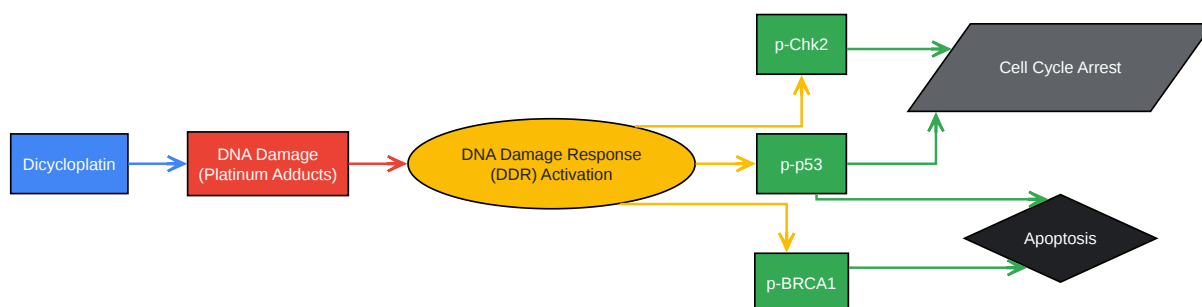 Dicycloplatin
DNA Damage
(Platinum Adducts)
DNA Damage Response
(DDR) Activation
p-Chk2
p-p53
p-BRCA1
Cell Cycle Arrest
Apoptosis